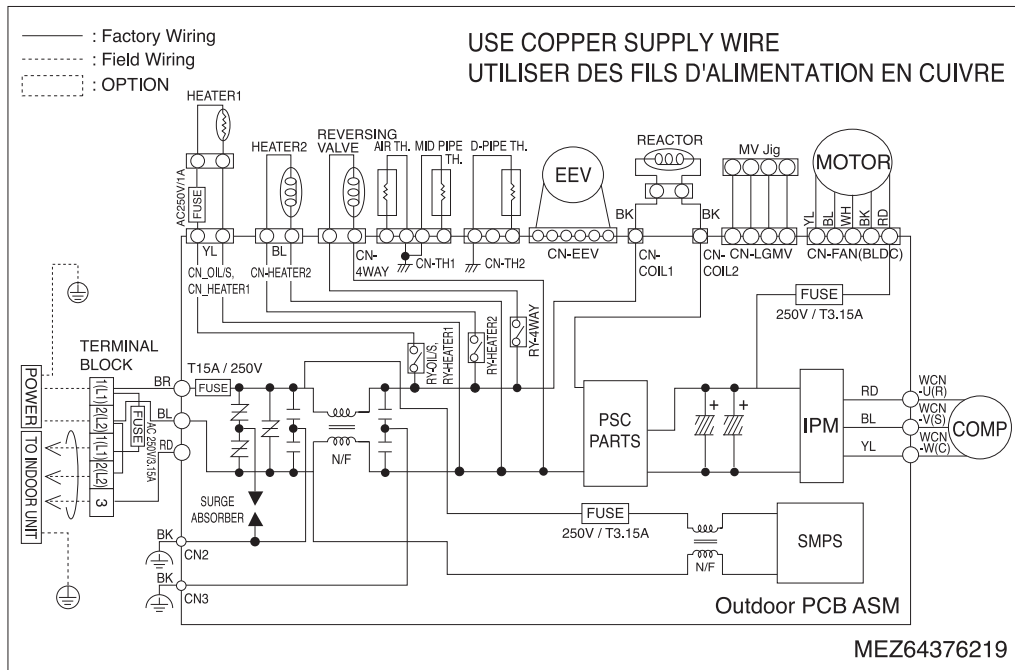 : Factory Wiring
: Field Wiring
: OPTION
USE COPPER SUPPLY WIRE
UTILISER DES FILS D'ALIMENTATION EN CUIVRE
HEATER1
HEATER2
REVERSING
VALVE
AIR TH.
MID PIPE
TH.
D-PIPE TH.
EEV
REACTOR
MV Jig
MOTOR
AC250V/1A
FUSE
BK
BK
YL
BL
WH
BK
RD
YL
BL
CN_OIL/S,
CN_HEATER1
CN-HEATER2
CN-
4WAY
CN-TH1
CN-TH2
CN-EEV
CN-
COIL1
CN-
COIL2
CN-LGMV
CN-FAN(BLDC)
FUSE
250V / T3.15A
RY-OIL/S,
RY-HEATER1
RY-HEATER2
RY-4WAY
TERMINAL
BLOCK
POWER
TO INDOOR UNIT
1(L1)
2(L2)
1(L1)
2(L2)
3
FUSE
AC 250V/3.15A
BR
BL
RD
T15A / 250V
FUSE
N/F
SURGE
ABSORBER
BK
CN2
BK
CN3
PSC
PARTS
+
+
IPM
RD
BL
YL
WCN
-U(R)
WCN
-V(S)
WCN
-W(C)
COMP
FUSE
250V / T3.15A
N/F
SMPS
Outdoor PCB ASM
MEZ64376219